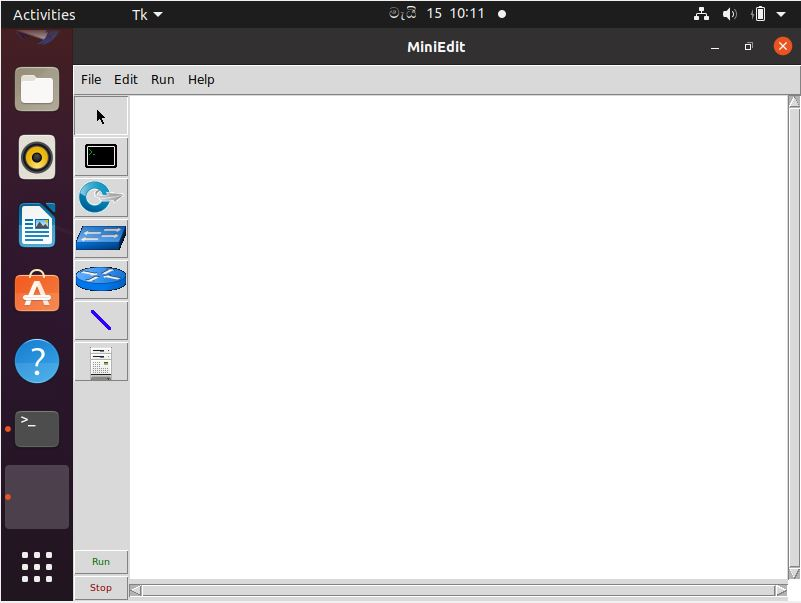 Activities
Tk
මැයි 15 10:11
MiniEdit
File Edit Run Help
Run
Stop